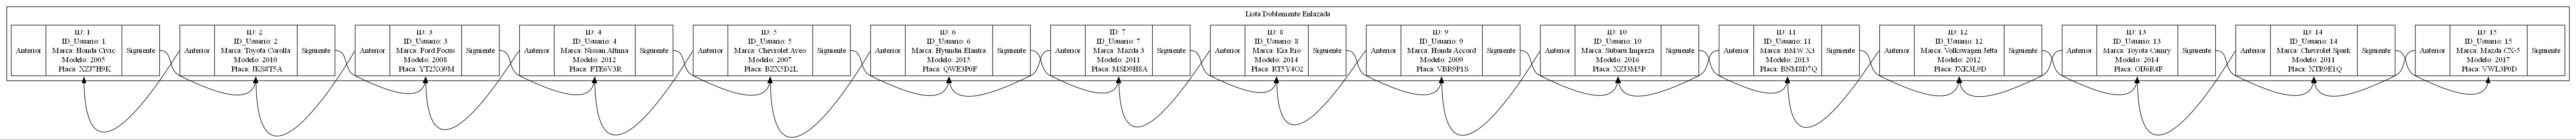 Lista Doblemente Enlazada
Anterior
ID: 1
ID_Usuario: 1
Marca: Honda Civic
Modelo: 2005
Placa: XZJ7H9K
Siguiente
Anterior
ID: 2
ID_Usuario: 2
Marca: Toyota Corolla
Modelo: 2010
Placa: JKS8T5A
Siguiente
Anterior
ID: 3
ID_Usuario: 3
Marca: Ford Focus
Modelo: 2008
Placa: YT2XG9M
Siguiente
Anterior
ID: 4
ID_Usuario: 4
Marca: Nissan Altima
Modelo: 2012
Placa: FTE6V3R
Siguiente
Anterior
ID: 5
ID_Usuario: 5
Marca: Chevrolet Aveo
Modelo: 2007
Placa: BZX5D2L
Siguiente
Anterior
ID: 6
ID_Usuario: 6
Marca: Hyundai Elantra
Modelo: 2015
Placa: QWE3P0F
Siguiente
Anterior
ID: 7
ID_Usuario: 7
Marca: Mazda 3
Modelo: 2011
Placa: MSD9H8A
Siguiente
Anterior
ID: 8
ID_Usuario: 8
Marca: Kia Rio
Modelo: 2014
Placa: RT5Y4O2
Siguiente
Anterior
ID: 9
ID_Usuario: 9
Marca: Honda Accord
Modelo: 2009
Placa: VBR9P1S
Siguiente
Anterior
ID: 10
ID_Usuario: 10
Marca: Subaru Impreza
Modelo: 2016
Placa: XZJ3M5P
Siguiente
Anterior
ID: 11
ID_Usuario: 11
Marca: BMW X3
Modelo: 2013
Placa: BNM8D7Q
Siguiente
Anterior
ID: 12
ID_Usuario: 12
Marca: Volkswagen Jetta
Modelo: 2012
Placa: JXK3L9D
Siguiente
Anterior
ID: 13
ID_Usuario: 13
Marca: Toyota Camry
Modelo: 2014
Placa: OIJ6R4F
Siguiente
Anterior
ID: 14
ID_Usuario: 14
Marca: Chevrolet Spark
Modelo: 2011
Placa: XTR9E1Q
Siguiente
Anterior
ID: 15
ID_Usuario: 15
Marca: Mazda CX-5
Modelo: 2017
Placa: VWL3P0D
Siguiente